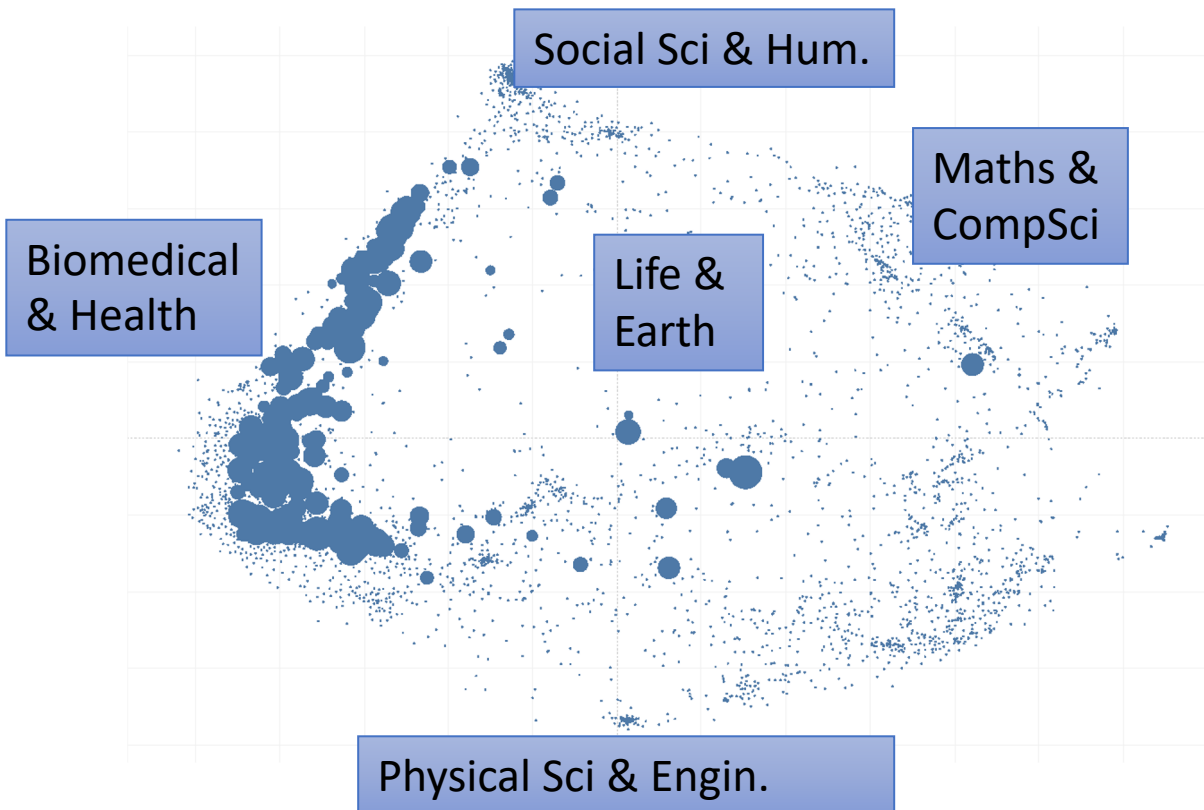 Social Sci & Hum.
Maths &
CompSci
Biomedical
& Health
Life &
Earth
Physical Sci & Engin.